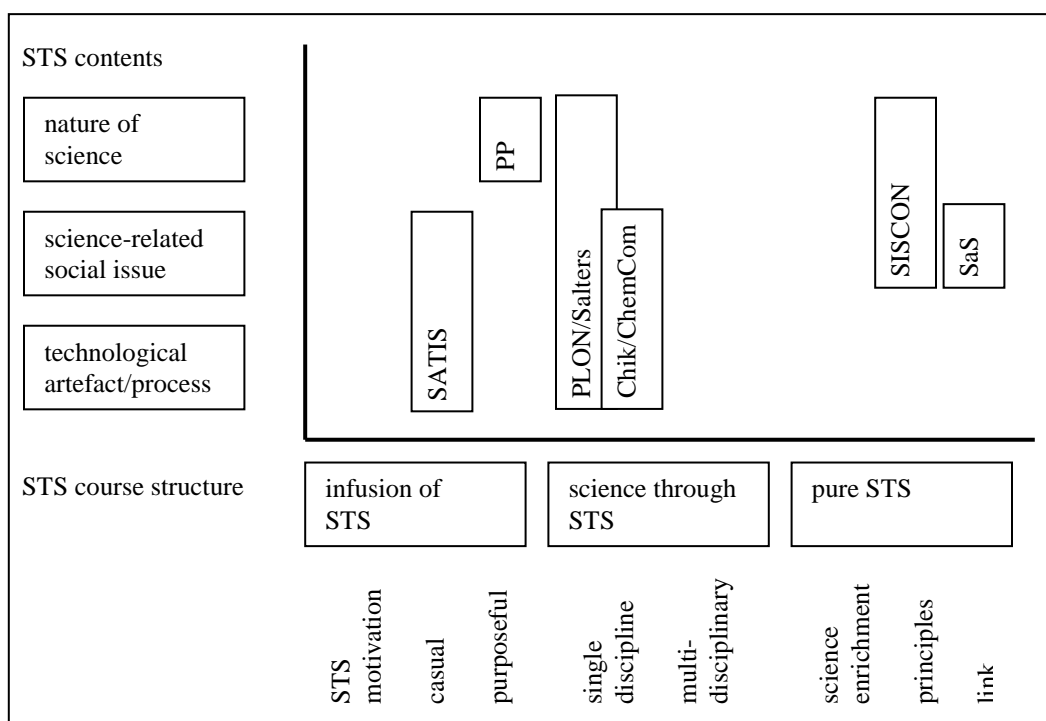 STS contents
nature of
science
science-related
social issue
technological
artefact/process
SATIS
PP
PLON/Salters
Chik/ChemCom
SISCON
SaS
STS course structure
infusion of
STS
science through
STS
pure STS
STS
motivation
casual
purposeful
single
discipline
multi-
disciplinary
science
enrichment
principles
link